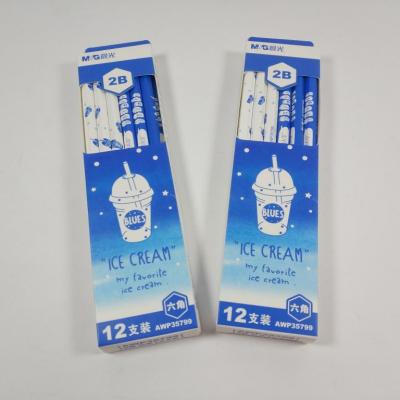 M&G晨光
2B
BLUES
"ICE CREAM"
my favorite
ice cream
六角
12支装
AWP35799
M&G晨光
2B
BLUES
"ICE CREAM"
my favorite
ice cream
六角
12支装
AWP35799